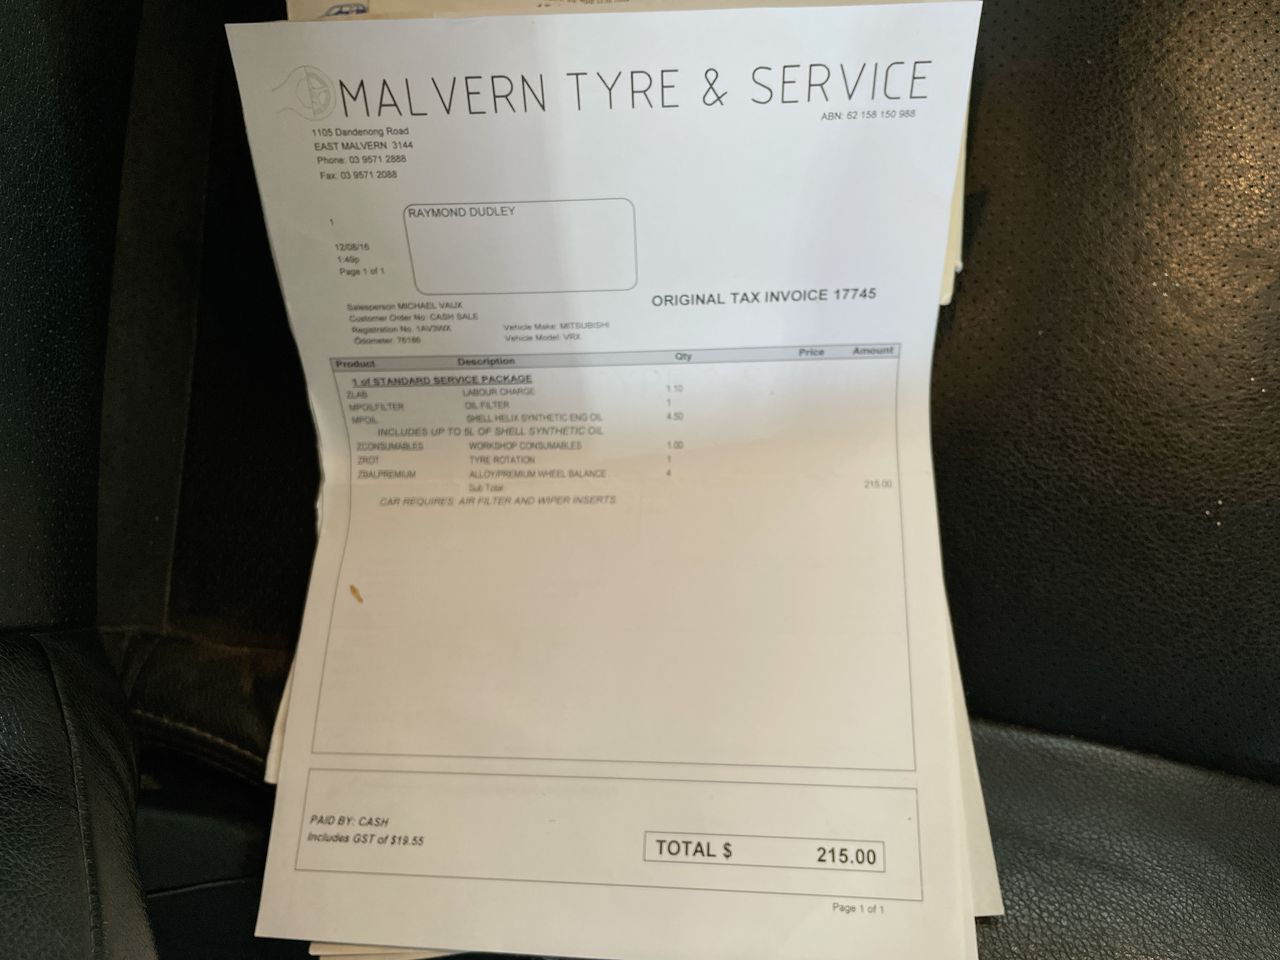 MALVERN TYRE & SERVICE
ABN: 62 158 150 988
1105 Dandenong Road
EAST MALVERN 3144
Phone: 03 9571 2888
Fax: 03 9571 2088
1
RAYMOND DUDLEY
12/08/16
1:49p
Page 1 of 1
ORIGINAL TAX INVOICE 17745
Salesperson MICHAEL VAUX
Customer Order No: CASH SALE
Registration No. 1AV3WX Vehicle Make: MITSUBISHI
Odometer: 76186 Vehicle Model: VRX
Product Description Qty Price Amount
1 of STANDARD SERVICE PACKAGE
ZLAB LABOUR CHARGE 1.10
MPOILFILTER OIL FILTER 1
MPOIL SHELL HELIX SYNTHETIC ENG OIL 4.50
INCLUDES UP TO 5L OF SHELL SYNTHETIC OIL
ZCONSUMABLES WORKSHOP CONSUMABLES 1.00
ZROT TYRE ROTATION 1
ZBALPREMIUM ALLOY/PREMIUM WHEEL BALANCE 4
Sub Total 215.00
CAR REQUIRES: AIR FILTER AND WIPER INSERTS
PAID BY: CASH
Includes GST of $19.55
TOTAL $ 215.00
Page 1 of 1